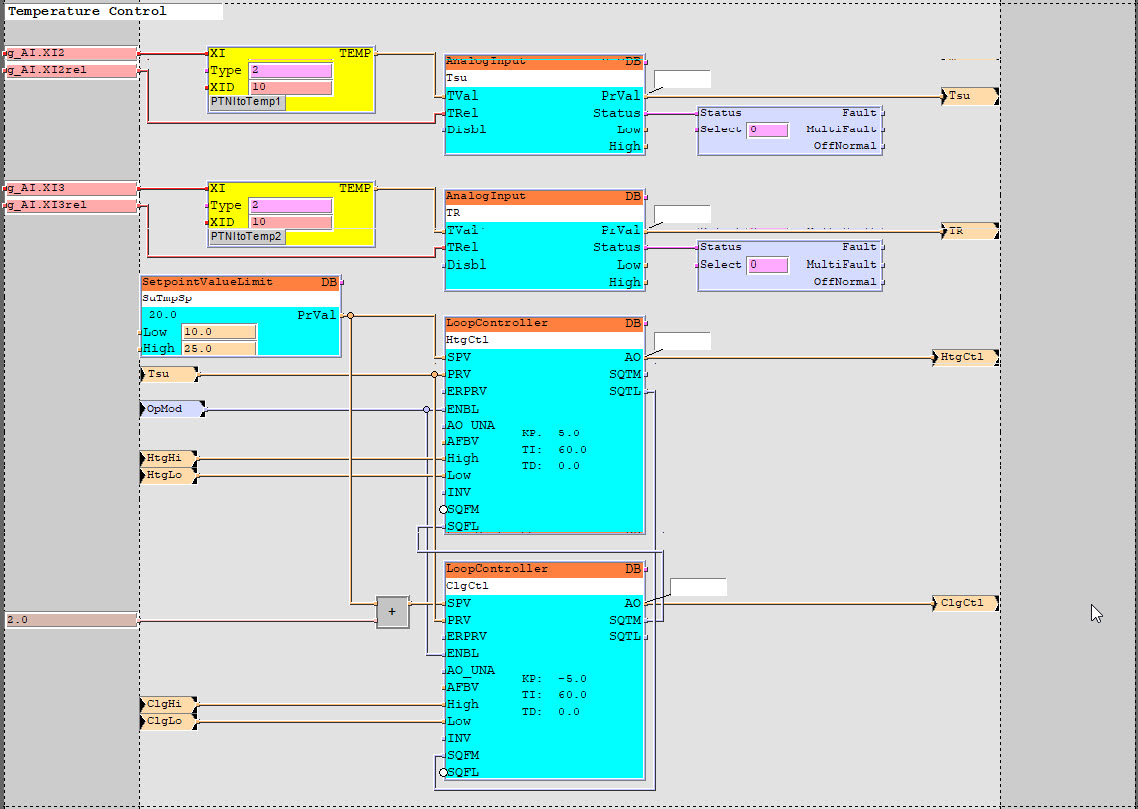 Temperature Control
g_AI.XI2
g_AI.XI2rel
XI TEMP
Type 2
XID 10
PTNItoTemp1
AnalogInput DB
Tsu
TVal PrVal
TRel Status
Disbl Low
High
Tsu
Status Fault
Select 0 MultiFault
OffNormal
g_AI.XI3
g_AI.XI3rel
XI TEMP
Type 2
XID 10
PTNItoTemp2
AnalogInput DB
TR
TVal PrVal
TRel Status
Disbl Low
High
TR
Status Fault
Select 0 MultiFault
OffNormal
SetpointValueLimit DB
SuTmpSp
20.0 PrVal
Low 10.0
High 25.0
Tsu
OpMod
HtgHi
HtgLo
LoopController DB
HtgCtl
SPV AO
PRV SQTM
ERPRV SQTL
ENBL
AO_UNA
AFBV
High
Low
INV
SQFM
SQFL
KP: 5.0
TI: 60.0
TD: 0.0
HtgCtl
2.0
+
ClgHi
ClgLo
LoopController DB
ClgCtl
SPV AO
PRV SQTM
ERPRV SQTL
ENBL
AO_UNA
AFBV
High
Low
INV
SQFM
SQFL
KP: -5.0
TI: 60.0
TD: 0.0
ClgCtl